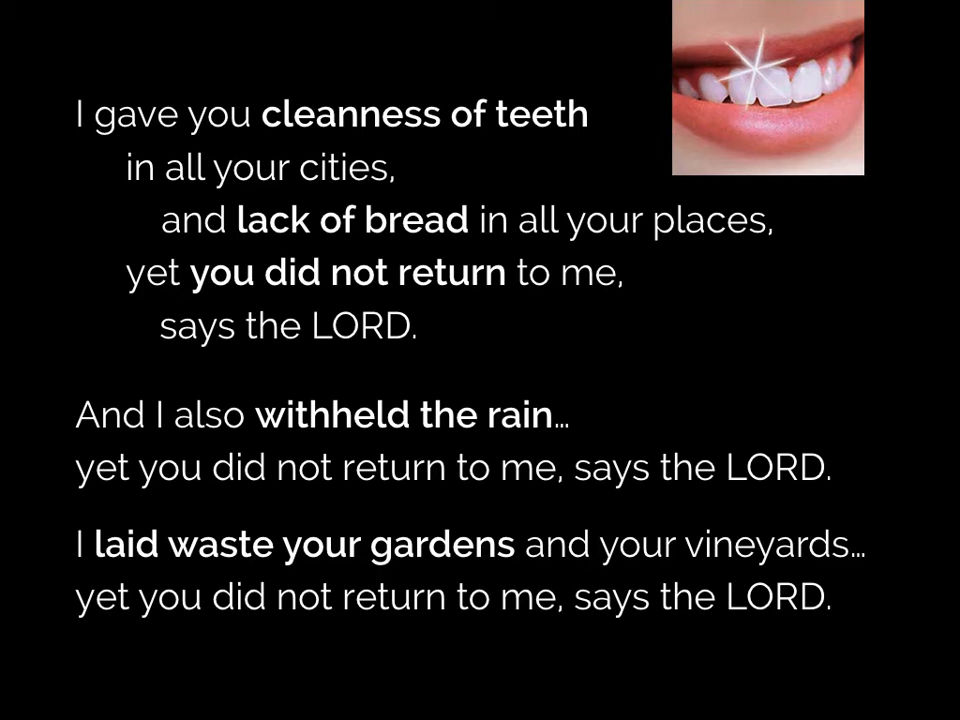 I gave you cleanness of teeth
in all your cities,
and lack of bread in all your places,
yet you did not return to me,
says the LORD.
And I also withheld the rain…
yet you did not return to me, says the LORD.
I laid waste your gardens and your vineyards…
yet you did not return to me, says the LORD.